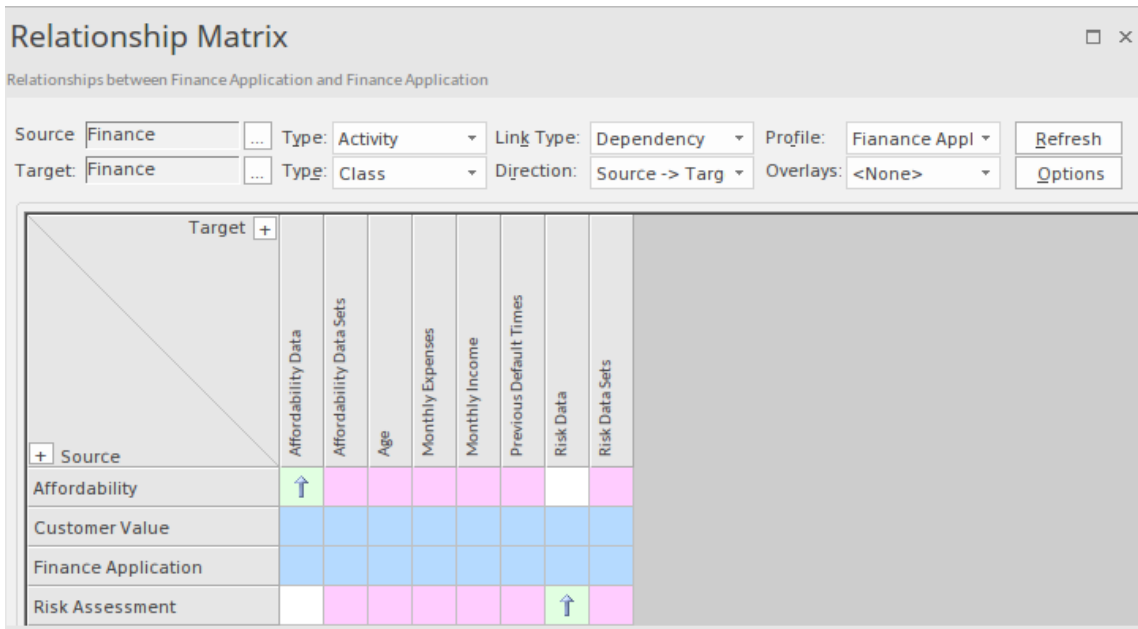 Relationship Matrix
Relationships between Finance Application and Finance Application
Source Finance ... Type: Activity Link Type: Dependency Profile: Fianance Appl Refresh
Target: Finance ... Type: Class Direction: Source -> Targ Overlays: <None> Options
Target +
Affordability Data
Affordability Data Sets
Age
Monthly Expenses
Monthly Income
Previous Default Times
Risk Data
Risk Data Sets
+ Source
Affordability
Customer Value
Finance Application
Risk Assessment